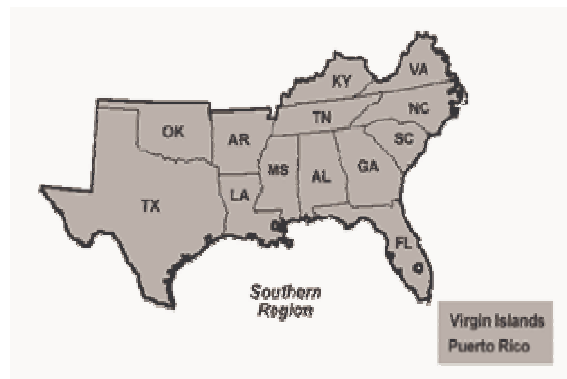 KY
VA
OK
AR
TN
NC
SC
MS
AL
GA
LA
TX
FL
Southern
Region
Virgin Islands
Puerto Rico